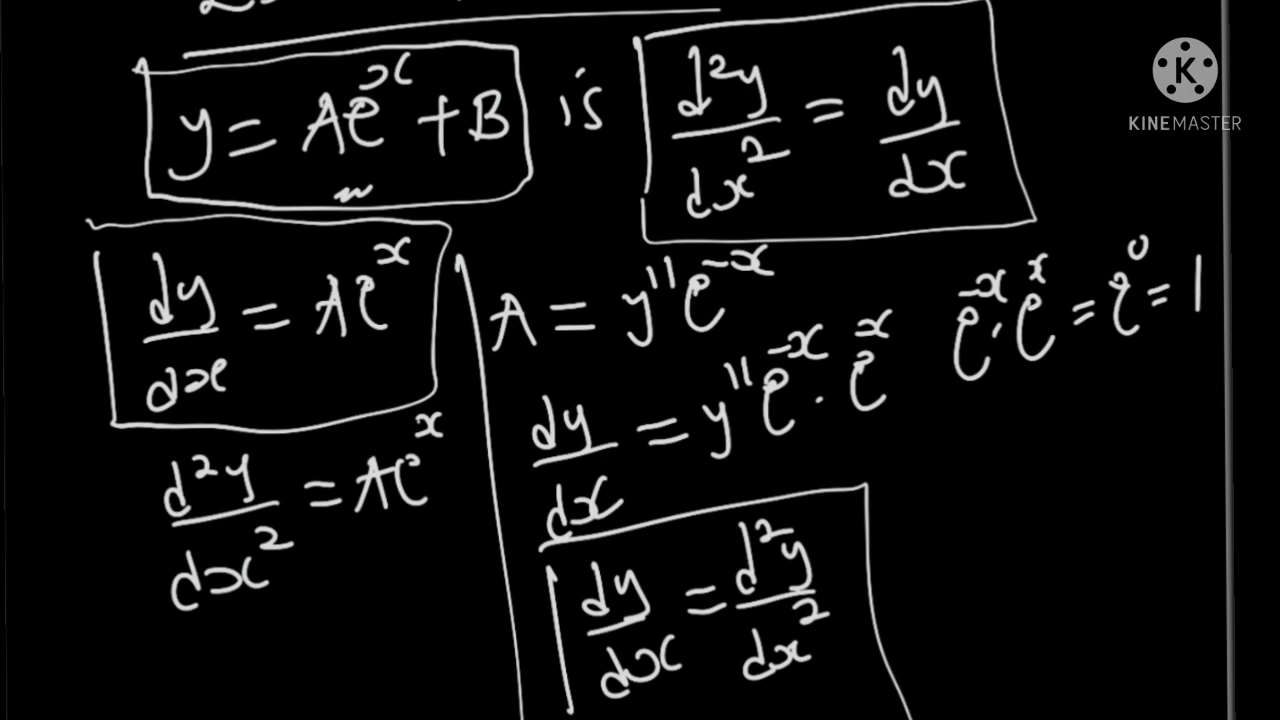 y = Ae^x + B is d²y/dx² = dy/dx
K
KINEMASTER
dy/dx = Ae^x
d²y/dx² = Ae^x
A = y''e^-x
e^-x · e^x = e^0 = 1
dy/dx = y''e^-x · e^x
dy/dx = d²y/dx²